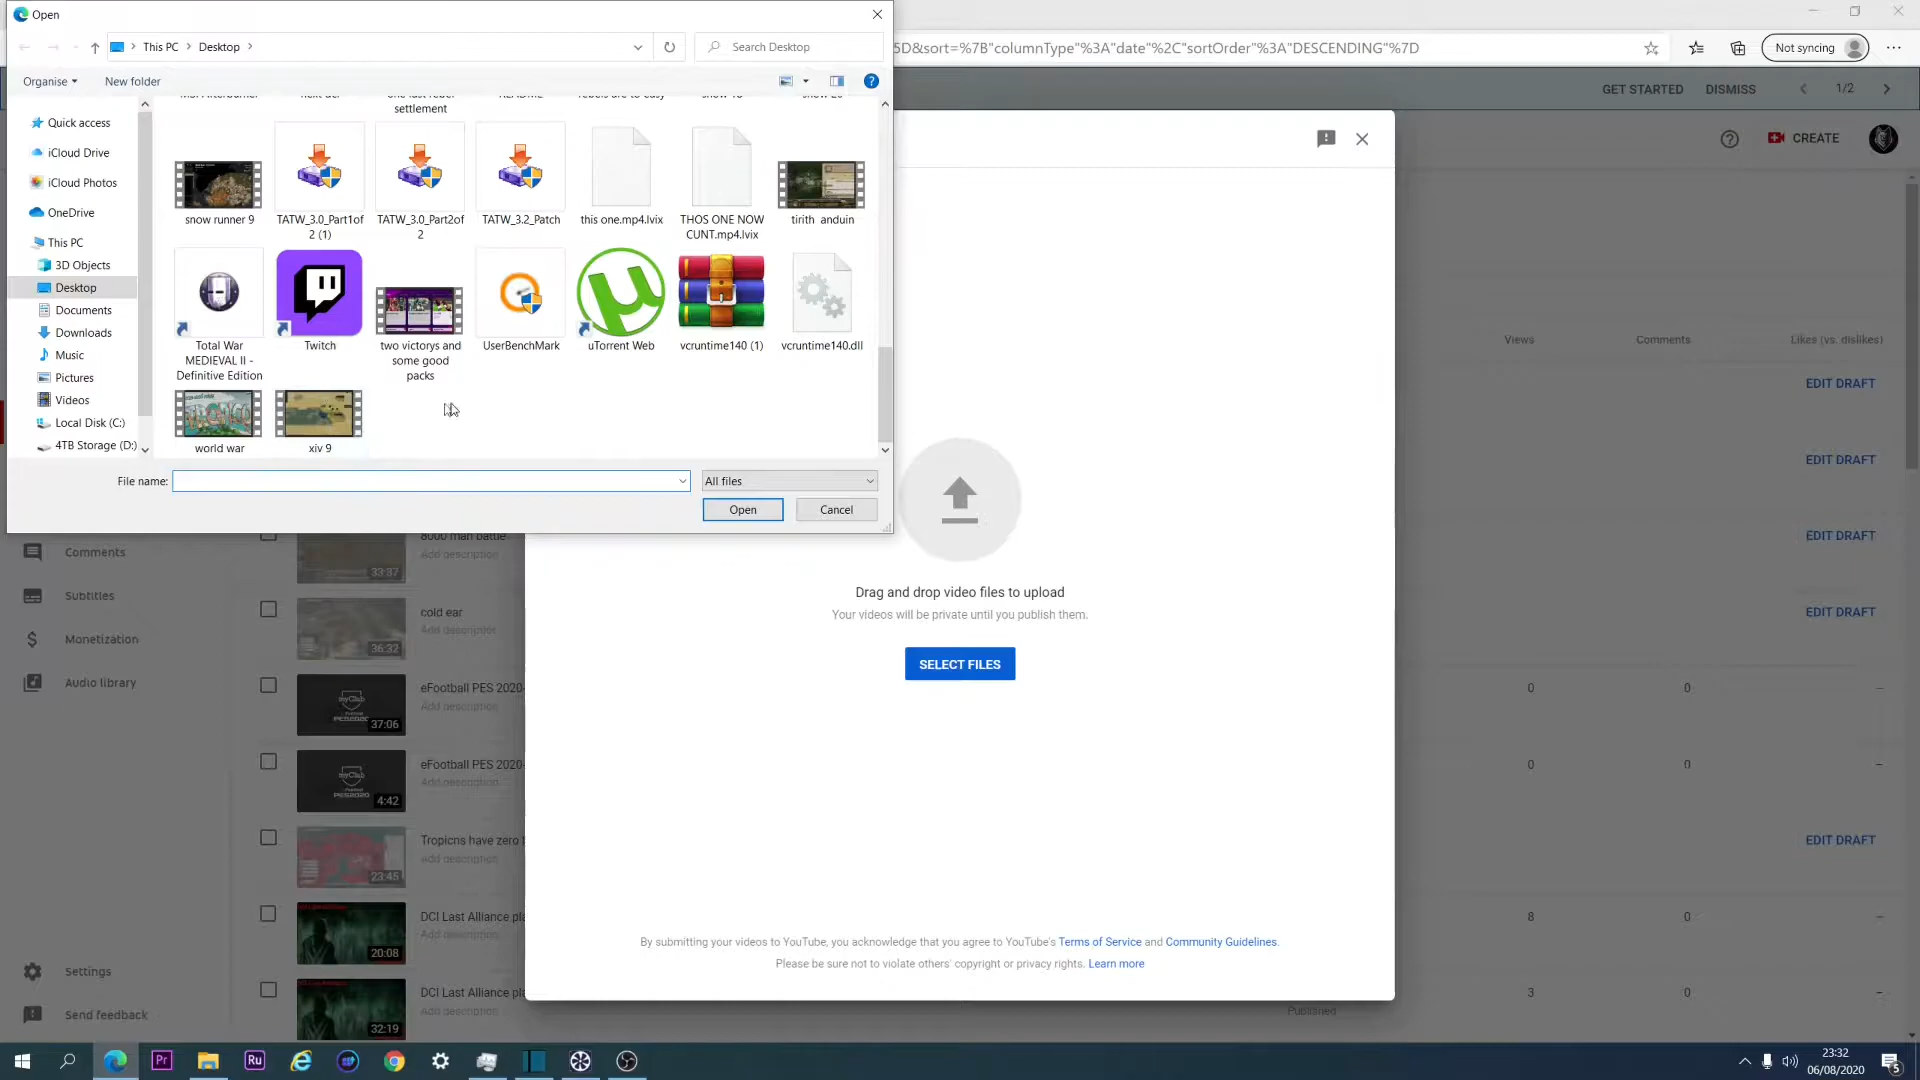 Open
This PC
Desktop
Search Desktop
5D&sort=%7B"columnType"%3A"date"%2C"sortOrder"%3A"DESCENDING"%7D
Not syncing
Organise
New folder
GET STARTED
DISMISS
1/2
CREATE
Quick access
iCloud Drive
iCloud Photos
OneDrive
This PC
3D Objects
Desktop
Documents
Downloads
Music
Pictures
Videos
Local Disk (C:)
4TB Storage (D:)
settlement
snow runner 9
TATW_3.0_Part1of
2 (1)
TATW_3.0_Part2of
2
TATW_3.2_Patch
this one.mp4.lvix
THOS ONE NOW
CUNT.mp4.lvix
tirith anduin
Total War
MEDIEVAL II -
Definitive Edition
Twitch
two victorys and
some good
packs
UserBenchMark
uTorrent Web
vcruntime140 (1)
vcruntime140.dll
world war
xiv 9
File name:
All files
Open
Cancel
Views
Comments
Likes (vs. dislikes)
EDIT DRAFT
EDIT DRAFT
EDIT DRAFT
EDIT DRAFT
Comments
Subtitles
Monetization
Audio library
Settings
Send feedback
8000 man battle
Add description
33:37
cold ear
Add description
36:32
eFootball PES 2020
Add description
myClub
PES2020
37:06
0
0
–
eFootball PES 2020
Add description
myClub
PES2020
4:42
0
0
–
Tropicns have zero
Add description
23:45
EDIT DRAFT
DCI Last Alliance pl
Add description
20:08
8
0
–
DCI Last Alliance pl
Add description
32:19
Published
3
0
–
Drag and drop video files to upload
Your videos will be private until you publish them.
SELECT FILES
By submitting your videos to YouTube, you acknowledge that you agree to YouTube's Terms of Service and Community Guidelines.
Please be sure not to violate others' copyright or privacy rights. Learn more
Pr
Ru
23:32
06/08/2020
5